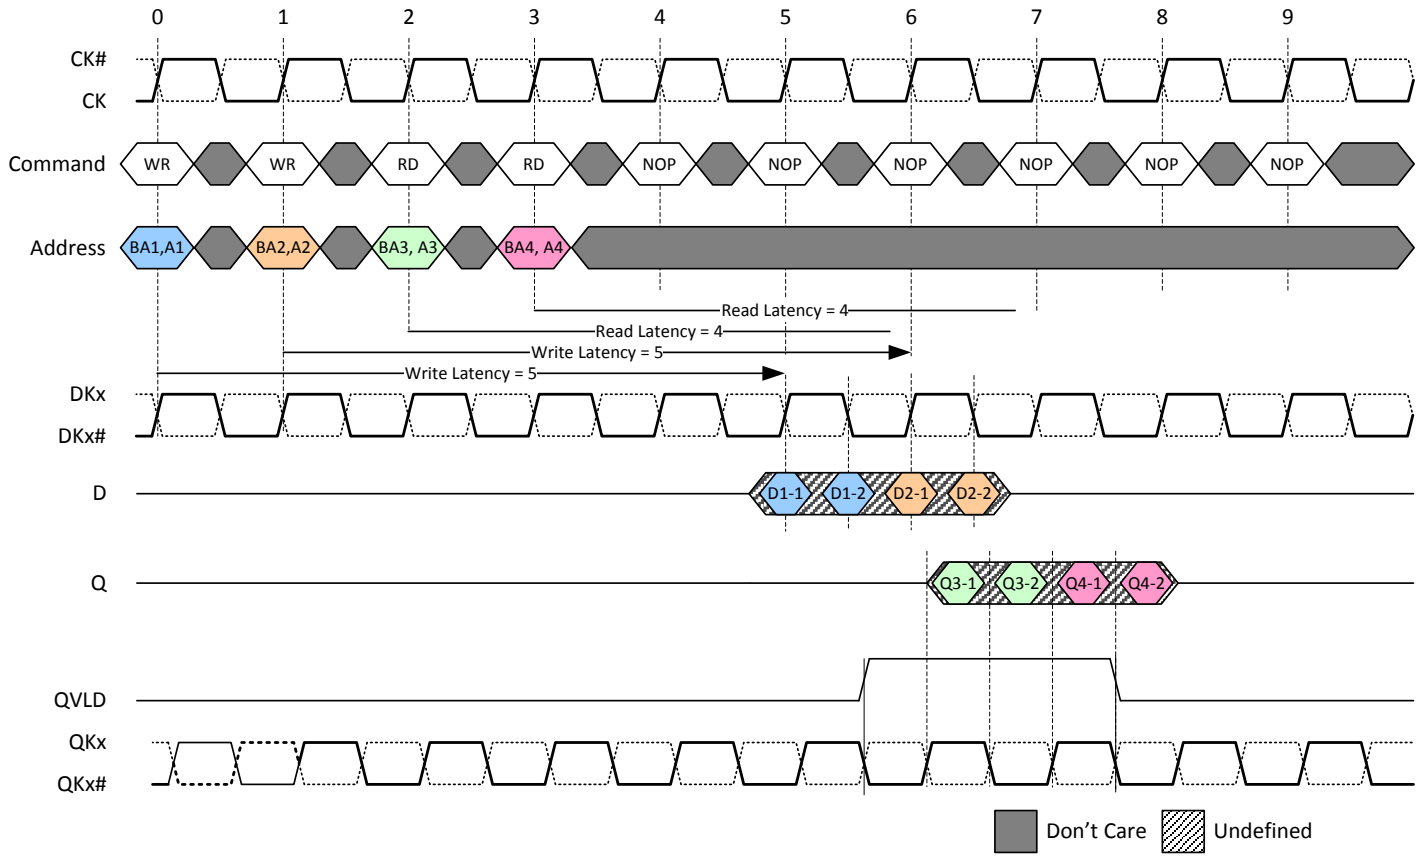 0 1 2 3 4 5 6 7 8 9
CK#
CK
Command WR WR RD RD NOP NOP NOP NOP NOP NOP
Address BA1,A1 BA2,A2 BA3, A3 BA4, A4
Read Latency = 4
Read Latency = 4
Write Latency = 5
Write Latency = 5
DKx
DKx#
D D1-1 D1-2 D2-1 D2-2
Q Q3-1 Q3-2 Q4-1 Q4-2
QVLD
QKx
QKx#
Don't Care Undefined